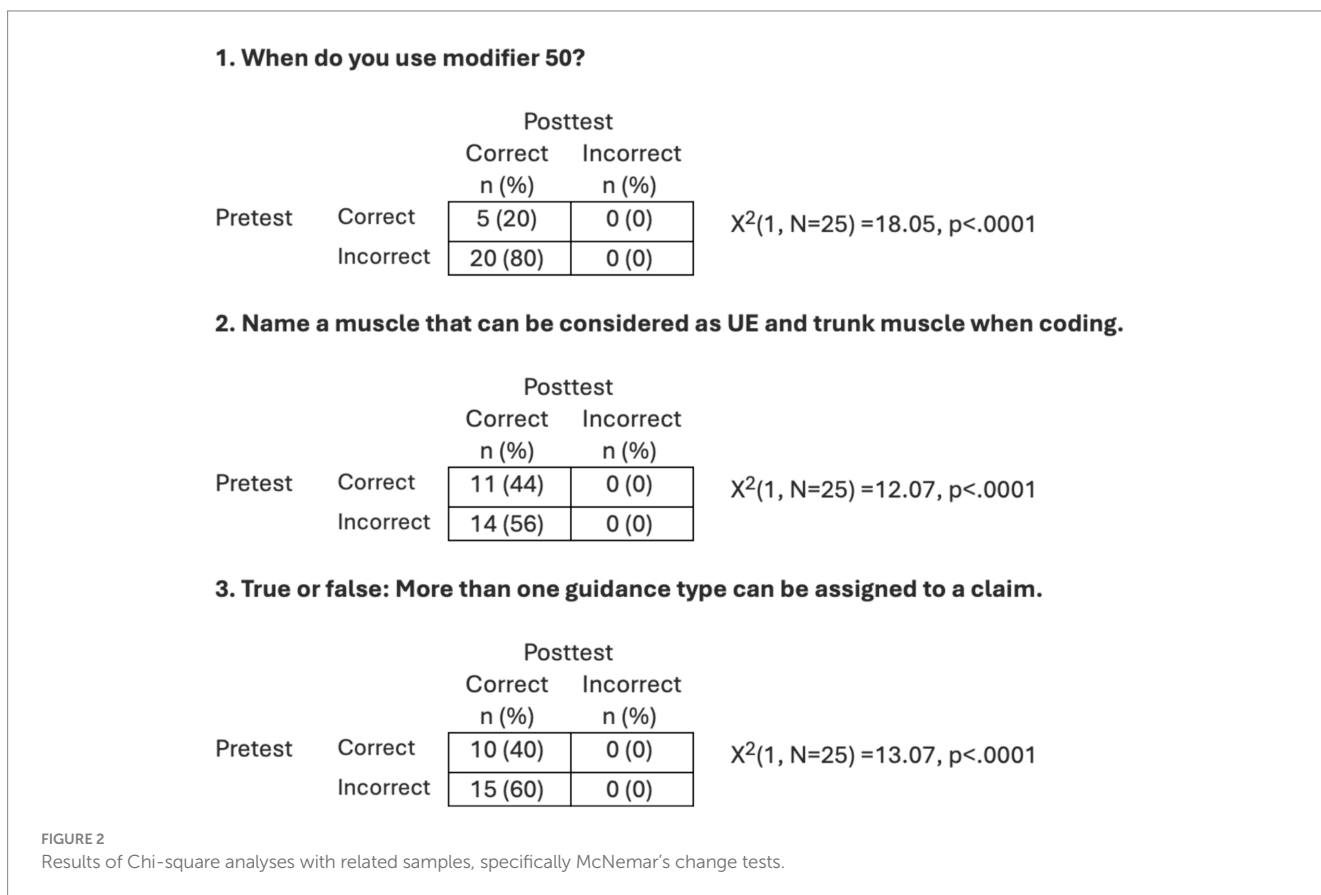 1. When do you use modifier 50?
Posttest
Correct Incorrect
n (%) n (%)
Pretest Correct 5 (20) 0 (0) X²(1, N=25) =18.05, p<.0001
Incorrect 20 (80) 0 (0)
2. Name a muscle that can be considered as UE and trunk muscle when coding.
Posttest
Correct Incorrect
n (%) n (%)
Pretest Correct 11 (44) 0 (0) X²(1, N=25) =12.07, p<.0001
Incorrect 14 (56) 0 (0)
3. True or false: More than one guidance type can be assigned to a claim.
Posttest
Correct Incorrect
n (%) n (%)
Pretest Correct 10 (40) 0 (0) X²(1, N=25) =13.07, p<.0001
Incorrect 15 (60) 0 (0)
FIGURE 2
Results of Chi-square analyses with related samples, specifically McNemar's change tests.